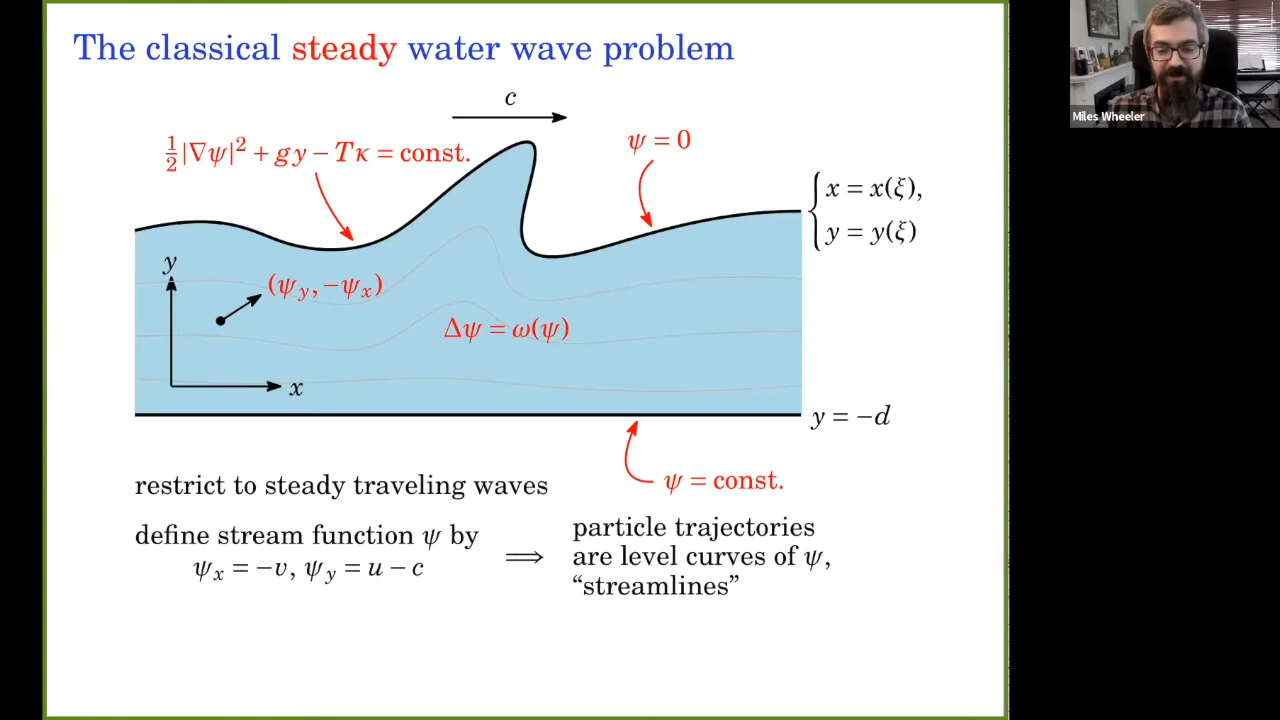 The classical steady water wave problem
c
½|∇ψ|² + gy − Tκ = const.
ψ = 0
{ x = x(ξ),
y = y(ξ)
y
(ψ_y, −ψ_x)
Δψ = ω(ψ)
x
y = −d
ψ = const.
restrict to steady traveling waves
define stream function ψ by
ψ_x = −v, ψ_y = u − c
⟹
particle trajectories
are level curves of ψ,
“streamlines”
Miles Wheeler